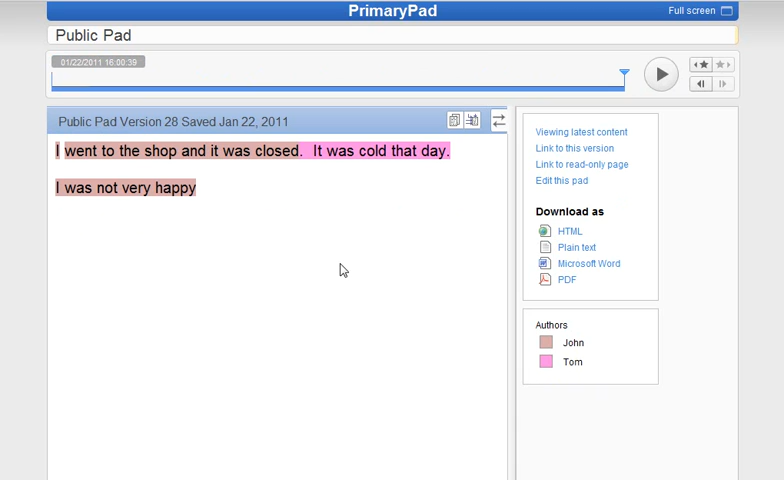 PrimaryPad
Full screen
Public Pad
01/22/2011 16:00:39
Public Pad Version 28 Saved Jan 22, 2011
I went to the shop and it was closed.  It was cold that day.
I was not very happy
Viewing latest content
Link to this version
Link to read-only page
Edit this pad
Download as
HTML
Plain text
Microsoft Word
PDF
Authors
John
Tom